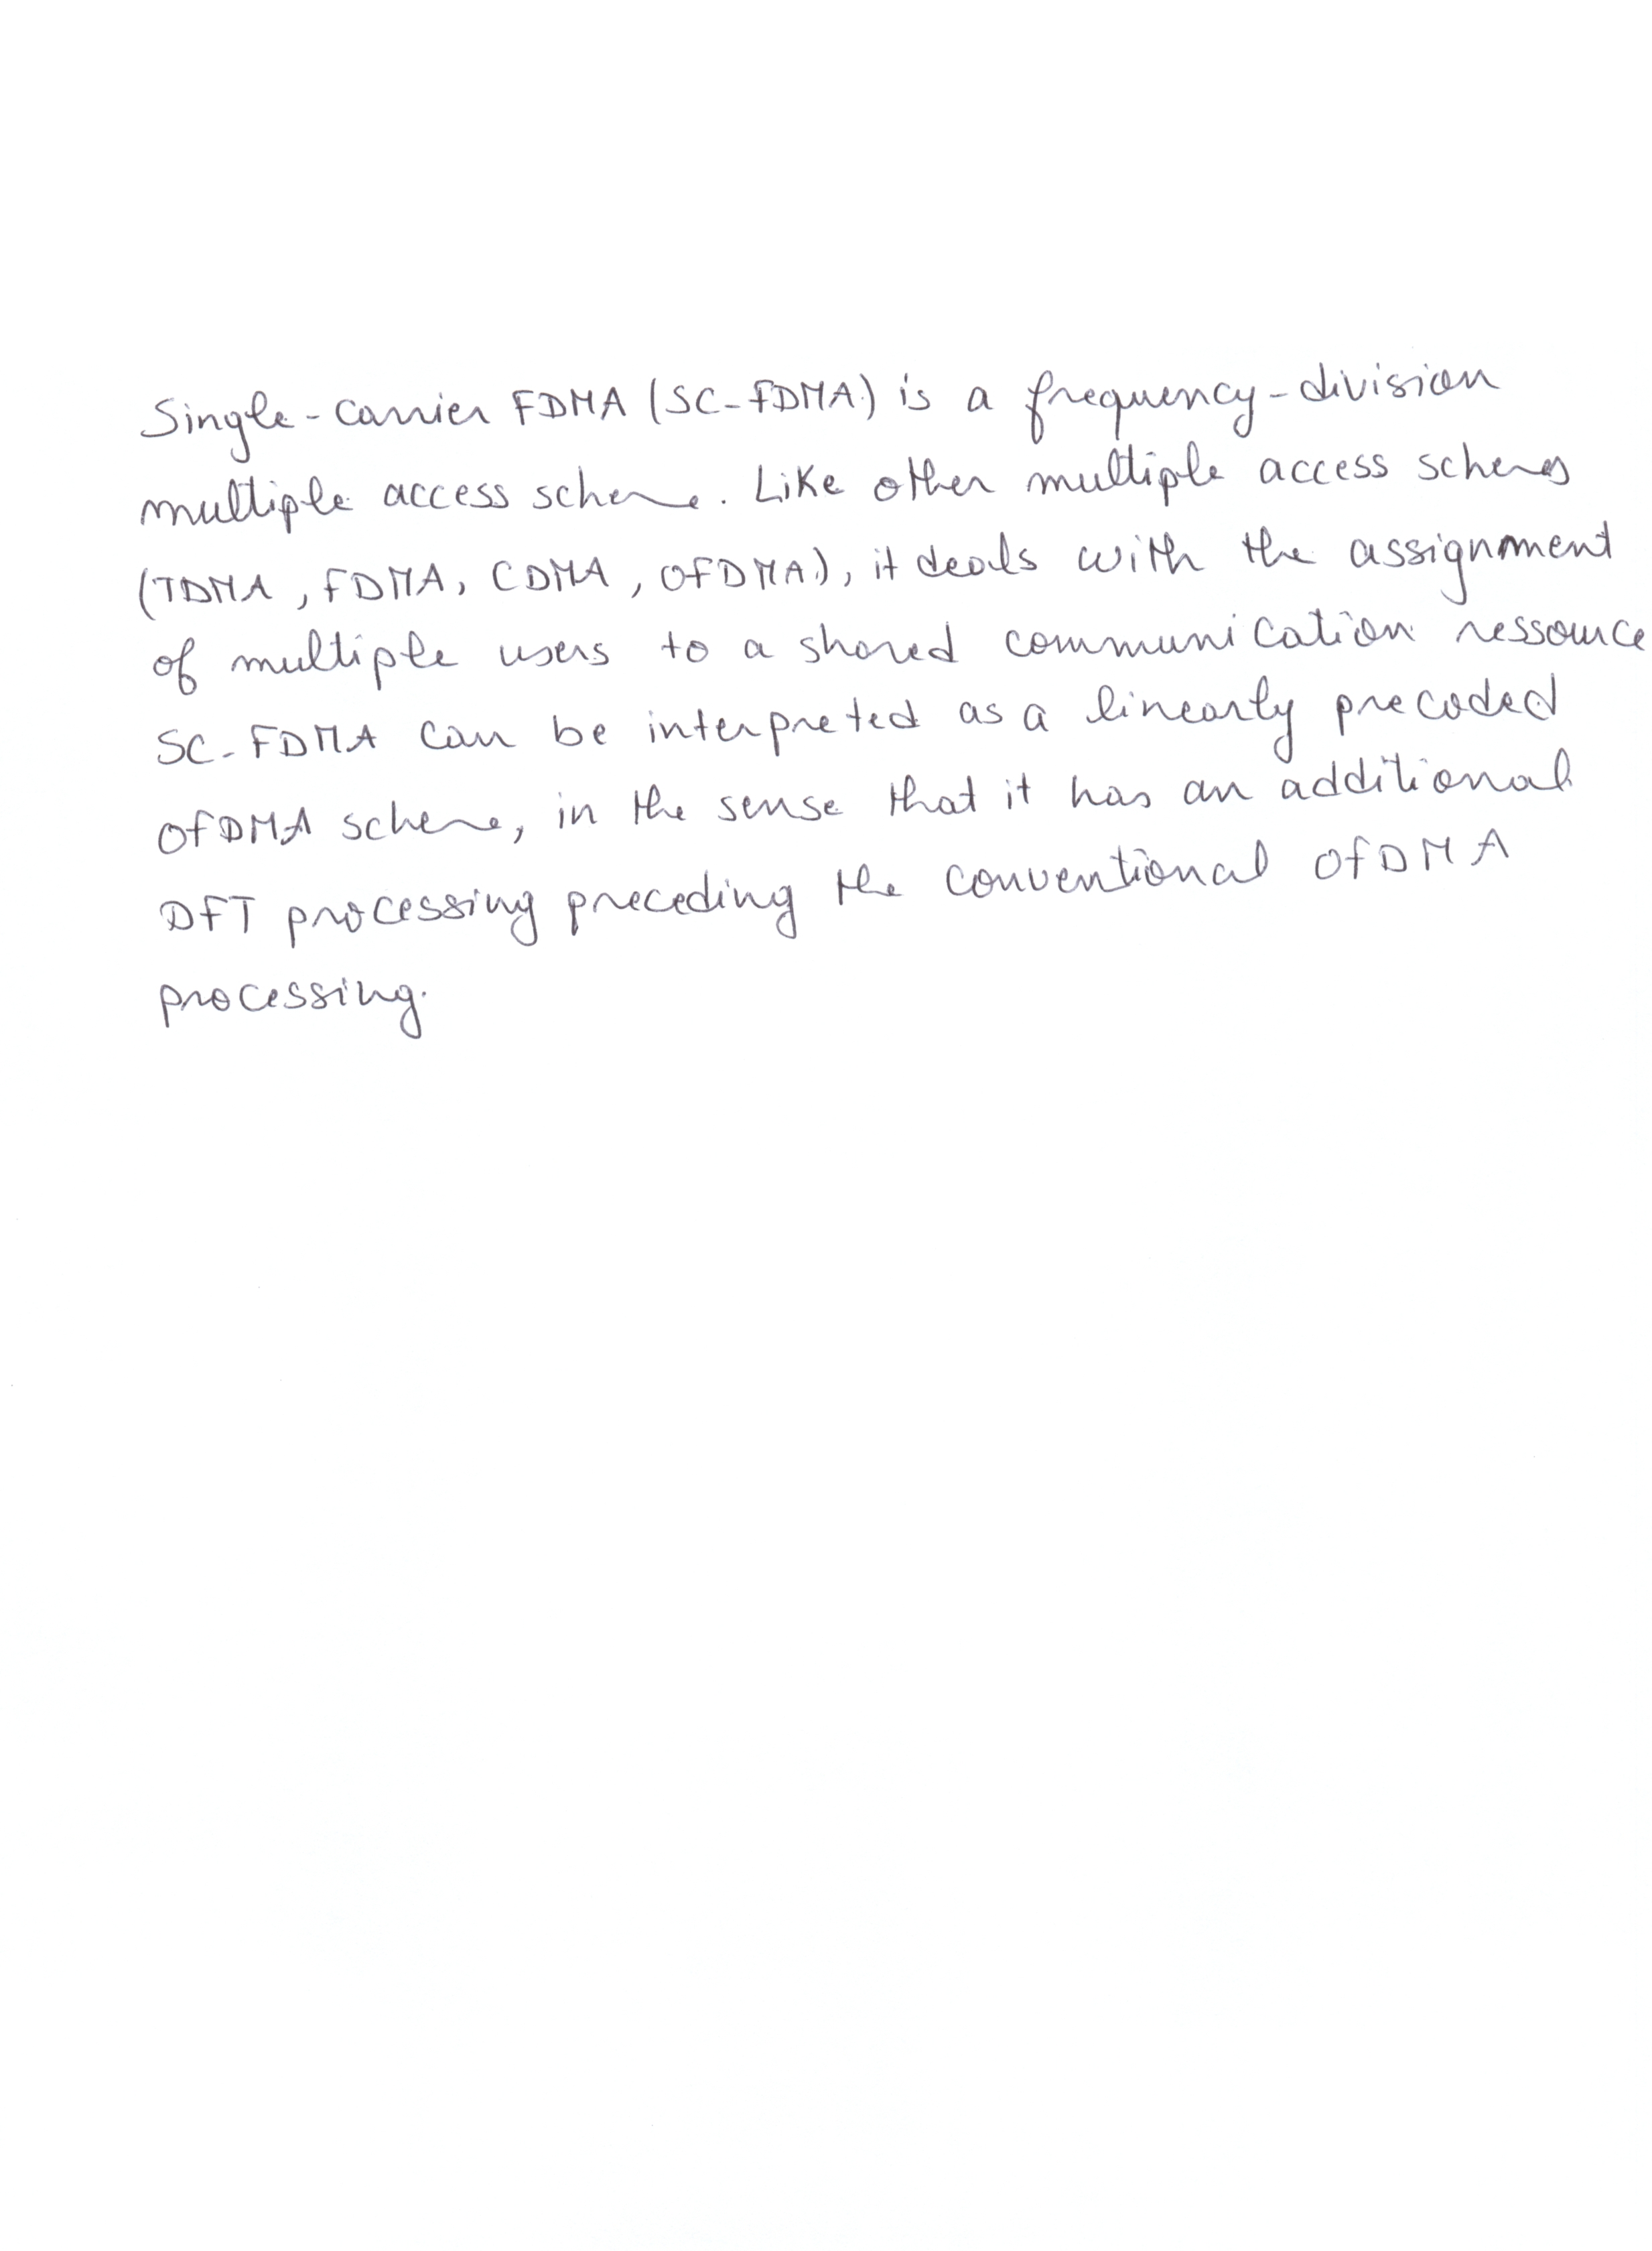 Single-carrier FDMA (SC-FDMA) is a frequency-division
multiple access scheme. Like other multiple access schemes
(TDMA, FDMA, CDMA, OFDMA), it deals with the assignment
of multiple users to a shared communication ressource
SC-FDMA can be interpreted as a linearly precoded
OFDMA scheme, in the sense that it has an additional
DFT processing preceding the conventional OFDMA
processing.